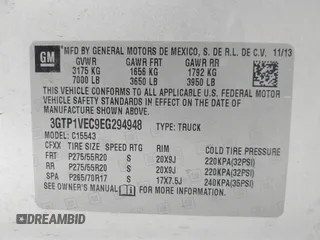 GM
MFD BY GENERAL MOTORS DE MEXICO, S. DE R.L. DE C.V. 11/13
GVWR GAWR FRT GAWR RR
3175 KG 1656 KG 1792 KG
7000 LB 3650 LB 3950 LB
THIS VEHICLE CONFORMS TO ALL APPLICABLE U.S. FEDERAL MOTOR
VEHICLE SAFETY STANDARDS IN EFFECT ON THE DATE OF
MANUFACTURE SHOWN ABOVE.
3GTP1VEC9EG294948 TYPE: TRUCK
MODEL: C15543
CFXX TIRE SIZE SPEED RTG RIM COLD TIRE PRESSURE
FRT P275/55R20 S 20X9J 220KPA(32PSI)
RR P275/55R20 S 20X9J 220KPA(32PSI)
SPA P265/70R17 S 17X7.5J 240KPA(35PSI)
SEE OWNER'S MANUAL FOR ADDITIONAL INFORMATION
DREAMBID